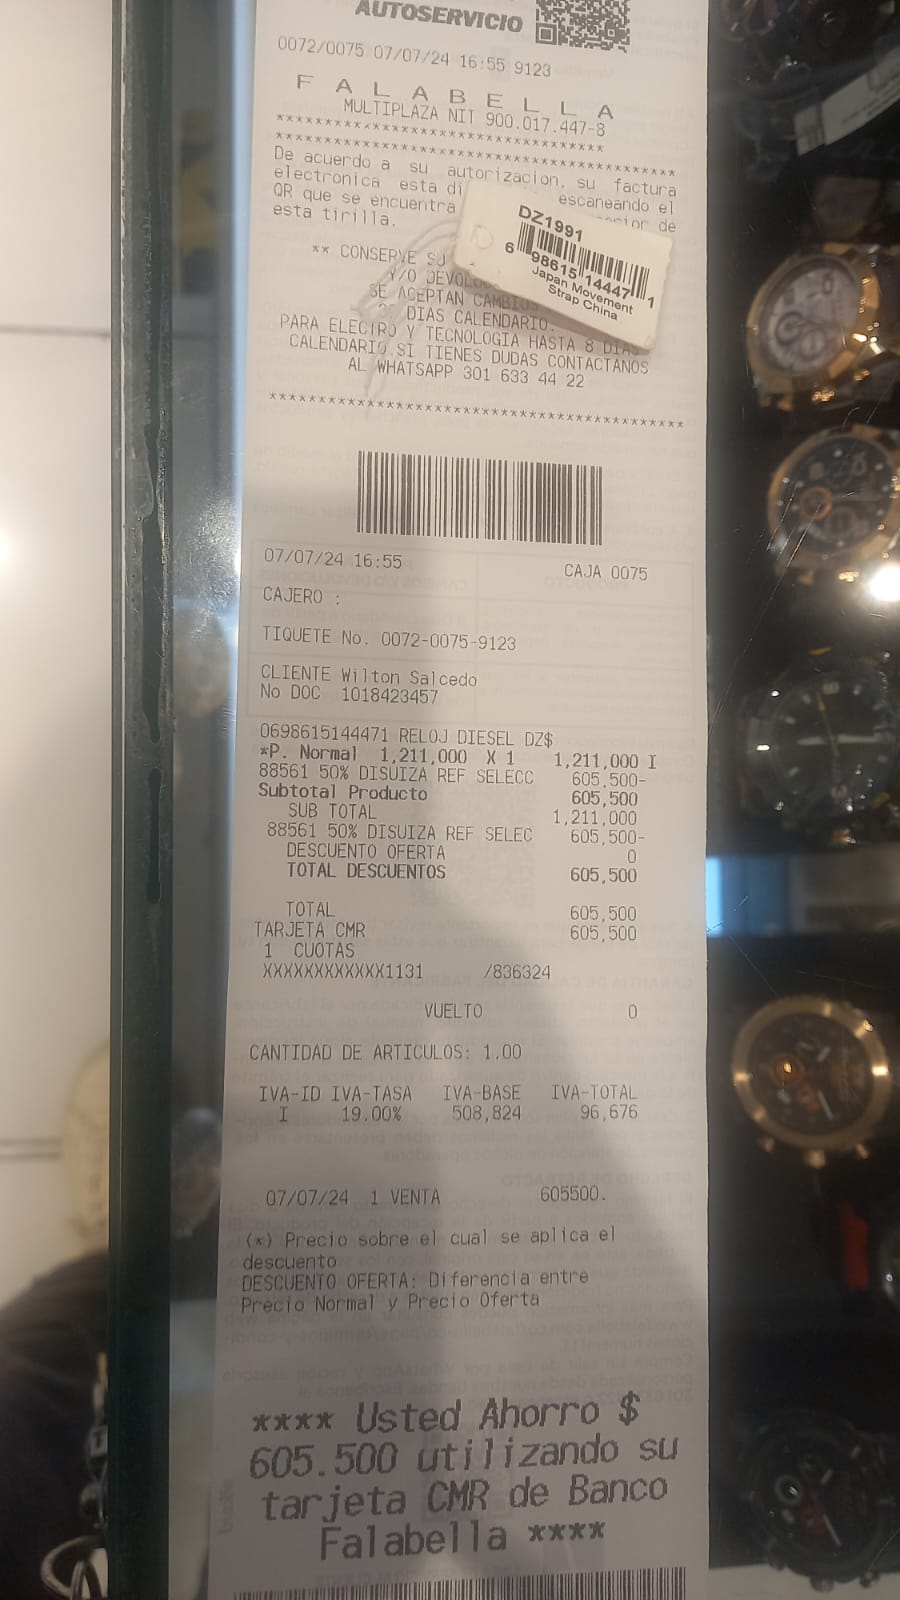 AUTOSERVICIO
0072/0075 07/07/24 16:55 9123
F A L A B E L L A
MULTIPLAZA NIT 900.017.447-8
****************************************
****************************************
De acuerdo a su autorizacion, su factura
electronica esta di escaneando el
QR que se encuentra de
esta tirilla.
DZ1991
6 98615 14447 1
Japan Movement
Strap China
** CONSERVE SU
Y/O DEVOLUC
SE ACEPTAN CAMBIOS
DIAS CALENDARIO.
PARA ELECTRO Y TECNOLOGIA HASTA 8 DIAS
CALENDARIO.SI TIENES DUDAS CONTACTANOS
AL WHATSAPP 301 633 44 22
****************************************
07/07/24 16:55 CAJA 0075
CAJERO :
TIQUETE No. 0072-0075-9123
CLIENTE Wilton Salcedo
No DOC 1018423457
0698615144471 RELOJ DIESEL DZ$
*P. Normal 1,211,000 X 1 1,211,000 I
88561 50% DISUIZA REF SELECC 605,500-
Subtotal Producto 605,500
SUB TOTAL 1,211,000
88561 50% DISUIZA REF SELEC 605,500-
DESCUENTO OFERTA 0
TOTAL DESCUENTOS 605,500
TOTAL 605,500
TARJETA CMR 605,500
1 CUOTAS
XXXXXXXXXXXX1131 /836324
VUELTO 0
CANTIDAD DE ARTICULOS: 1.00
IVA-ID IVA-TASA IVA-BASE IVA-TOTAL
I 19.00% 508,824 96,676
07/07/24 1 VENTA 605500.
(*) Precio sobre el cual se aplica el
descuento
DESCUENTO OFERTA: Diferencia entre
Precio Normal y Precio Oferta
**** Usted Ahorro $
605.500 utilizando su
tarjeta CMR de Banco
Falabella ****